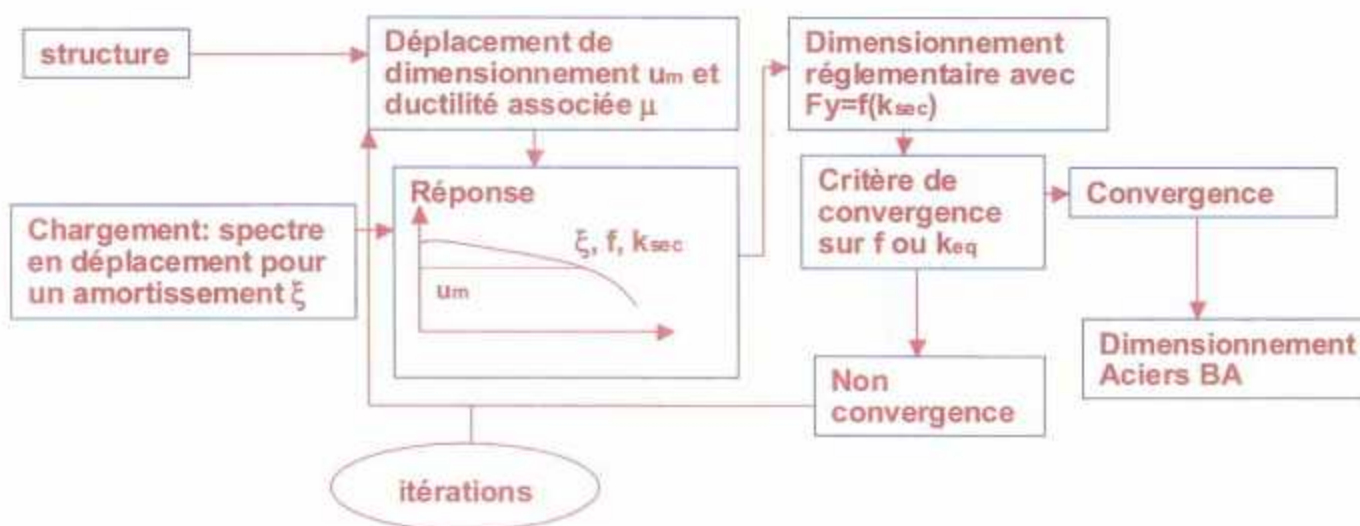 structure
Déplacement de
dimensionnement um et
ductilité associée μ
Dimensionnement
réglementaire avec
Fy=f(ksec)
Chargement: spectre
en déplacement pour
un amortissement ξ
Réponse
ξ, f, ksec
um
Critère de
convergence
sur f ou keq
Convergence
Non
convergence
Dimensionnement
Aciers BA
itérations